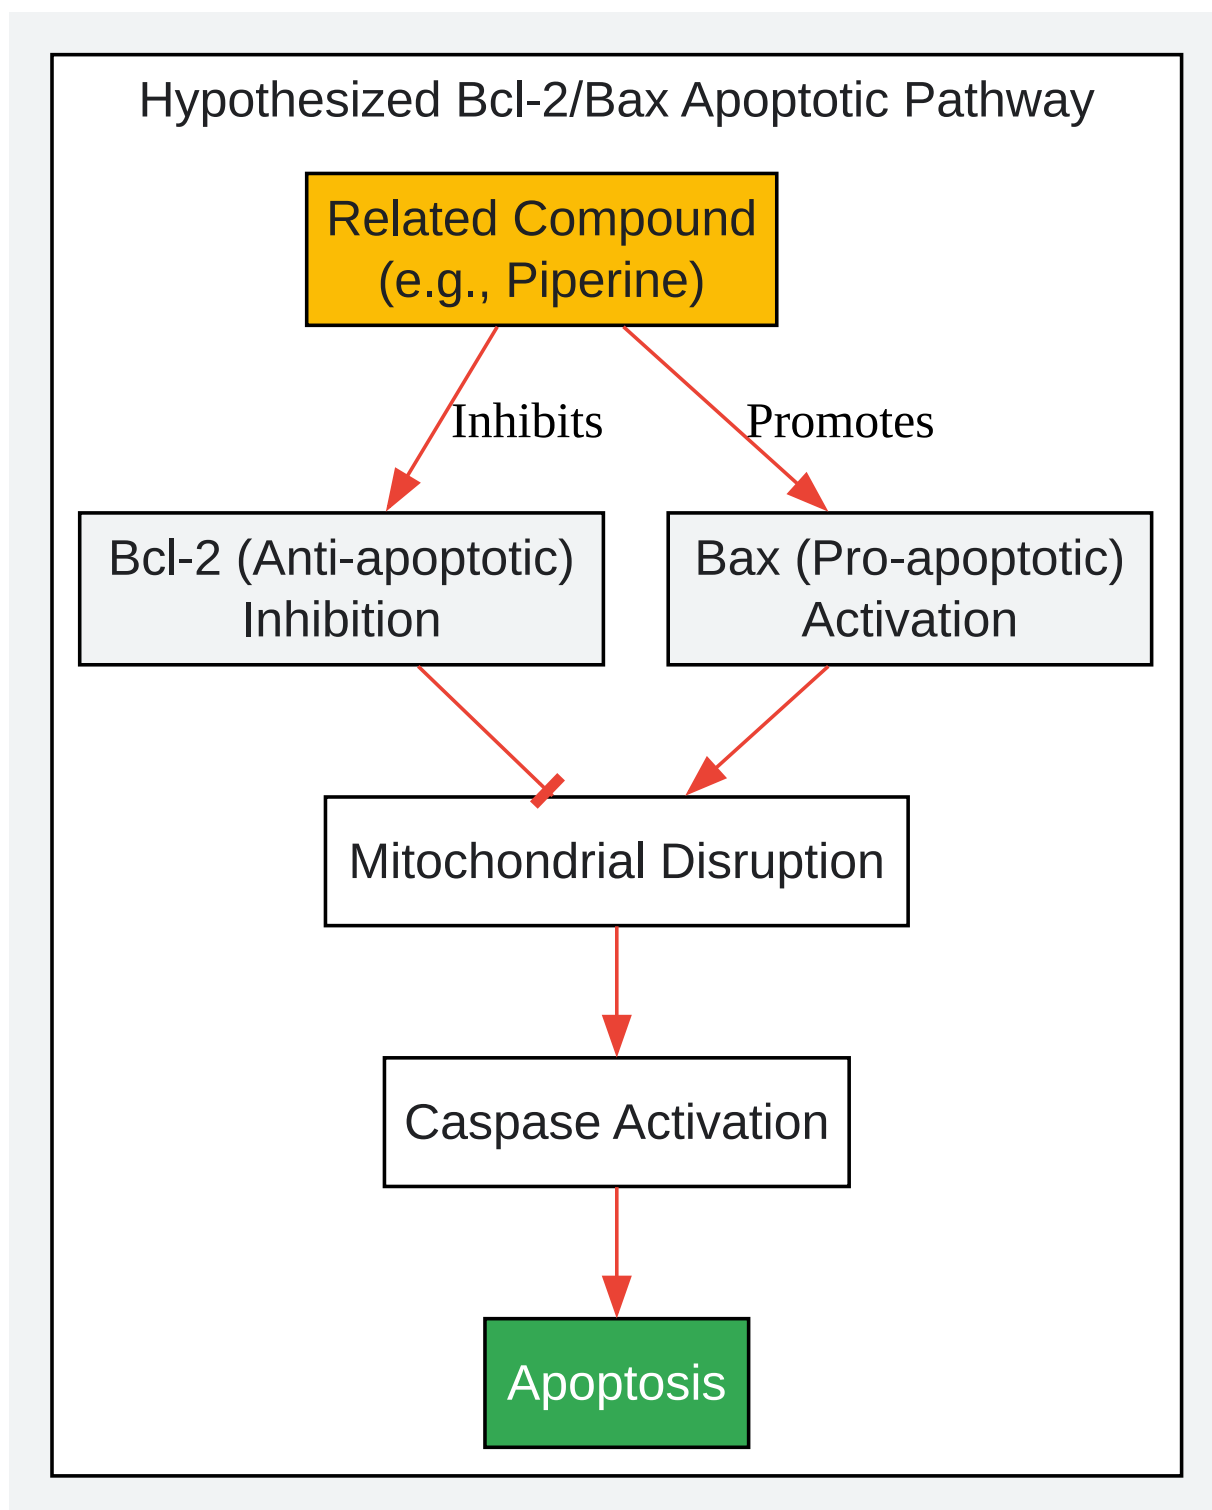 Hypothesized Bcl-2/Bax Apoptotic Pathway
Related Compound
(e.g., Piperine)
Inhibits
Promotes
Bcl-2 (Anti-apoptotic)
Inhibition
Bax (Pro-apoptotic)
Activation
Mitochondrial Disruption
Caspase Activation
Apoptosis